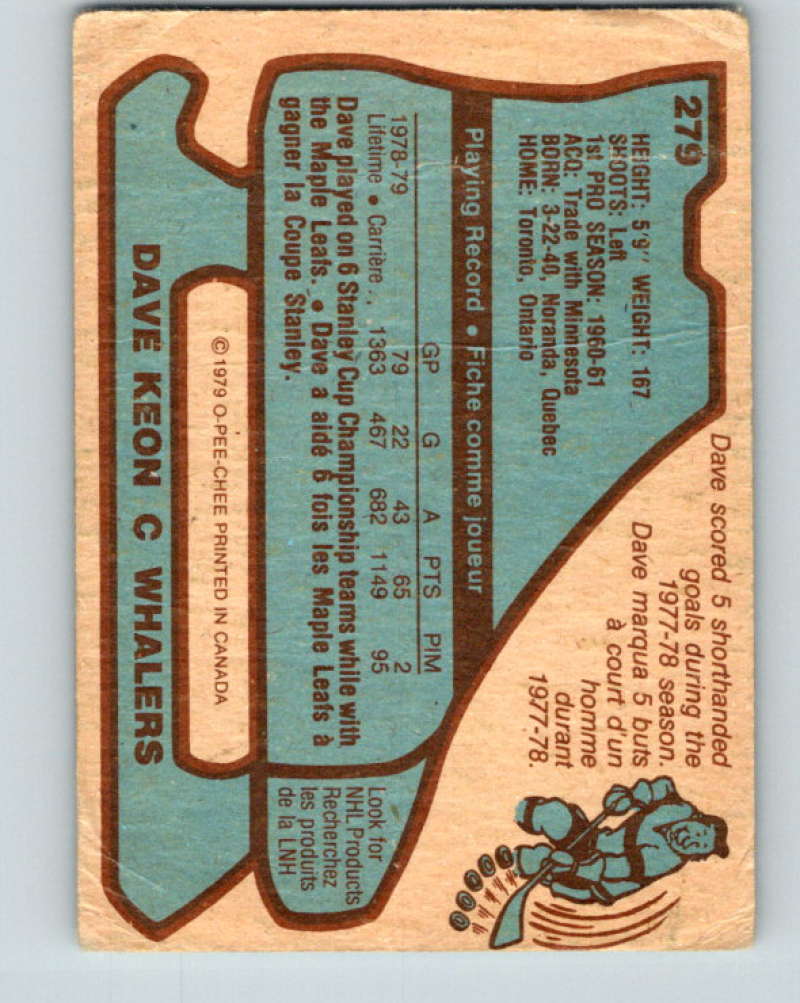 279
HEIGHT: 5'9" WEIGHT: 167
SHOOTS: Left
1st PRO SEASON: 1960-61
ACQ: Trade with Minnesota
BORN: 3-22-40, Noranda, Quebec
HOME: Toronto, Ontario
Dave scored 5 shorthanded
goals during the
1977-78 season.
Dave marqua 5 buts
à court d'un
homme
durant
1977-78.
Playing Record • Fiche comme joueur
GP G A PTS PIM
1978-79 79 22 43 65 2
Lifetime • Carrière . , 1363 467 682 1149 95
Dave played on 6 Stanley Cup Championship teams while with
the Maple Leafs. • Dave a aidé 6 fois les Maple Leafs à
gagner la Coupe Stanley.
Look for
NHL Products
Recherchez
les produits
de la LNH
© 1979 O-PEE-CHEE PRINTED IN CANADA
DAVE KEON C WHALERS